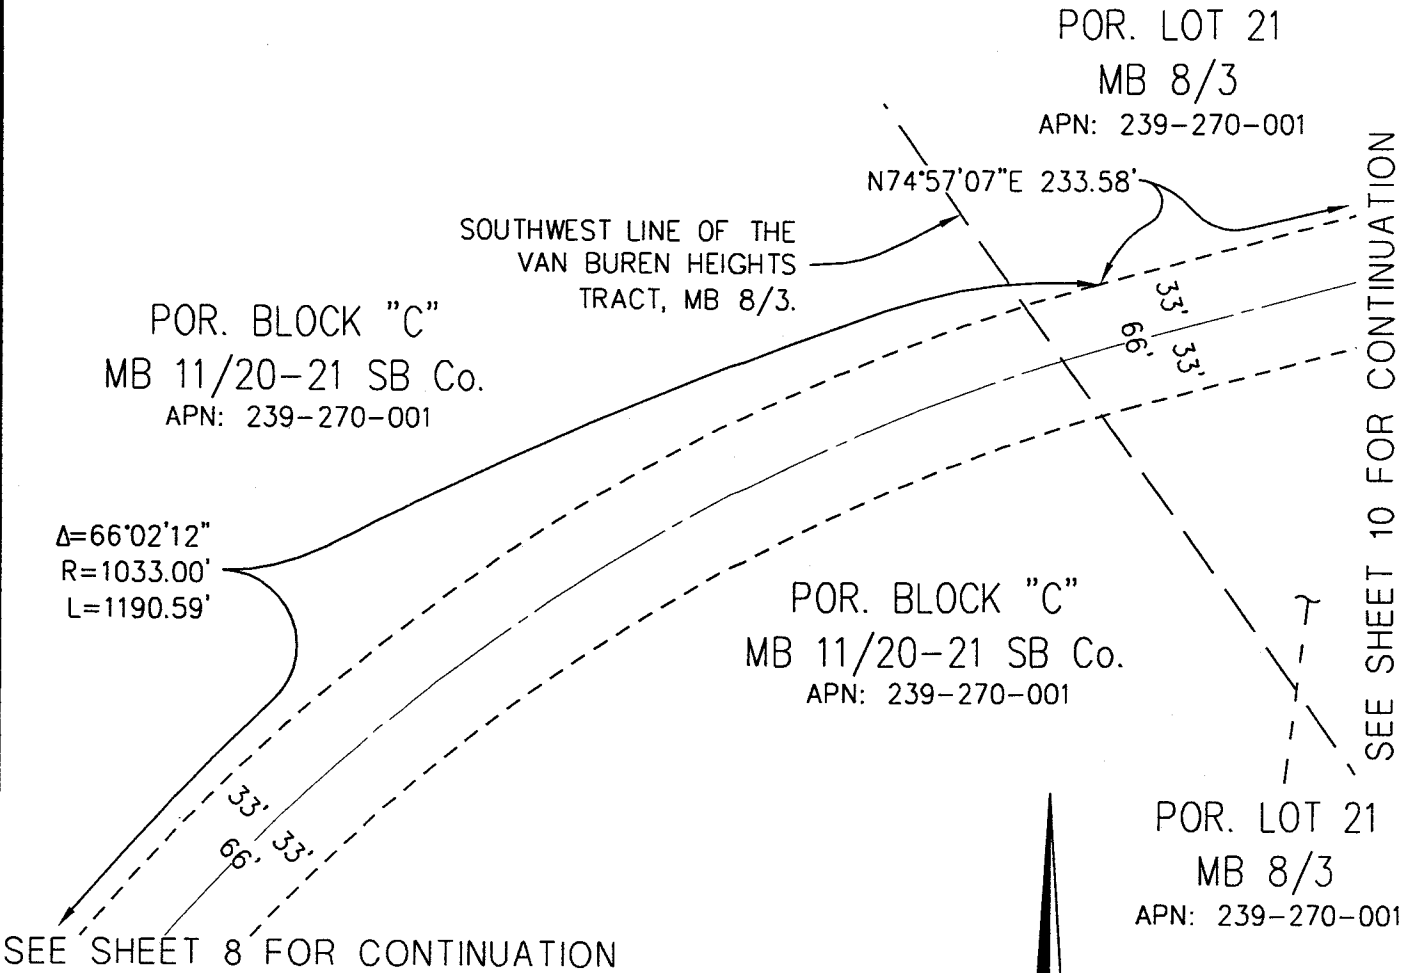 POR. LOT 21
MB 8/3
APN: 239-270-001
N74°57'07"E 233.58'
SOUTHWEST LINE OF THE
VAN BUREN HEIGHTS
TRACT, MB 8/3.
POR. BLOCK "C"
MB 11/20-21 SB Co.
APN: 239-270-001
33'
66'
33'
SEE SHEET 10 FOR CONTINUATION
Δ=66°02'12"
R=1033.00'
L=1190.59'
POR. BLOCK "C"
MB 11/20-21 SB Co.
APN: 239-270-001
33'
66'
33'
POR. LOT 21
MB 8/3
APN: 239-270-001
SEE SHEET 8 FOR CONTINUATION